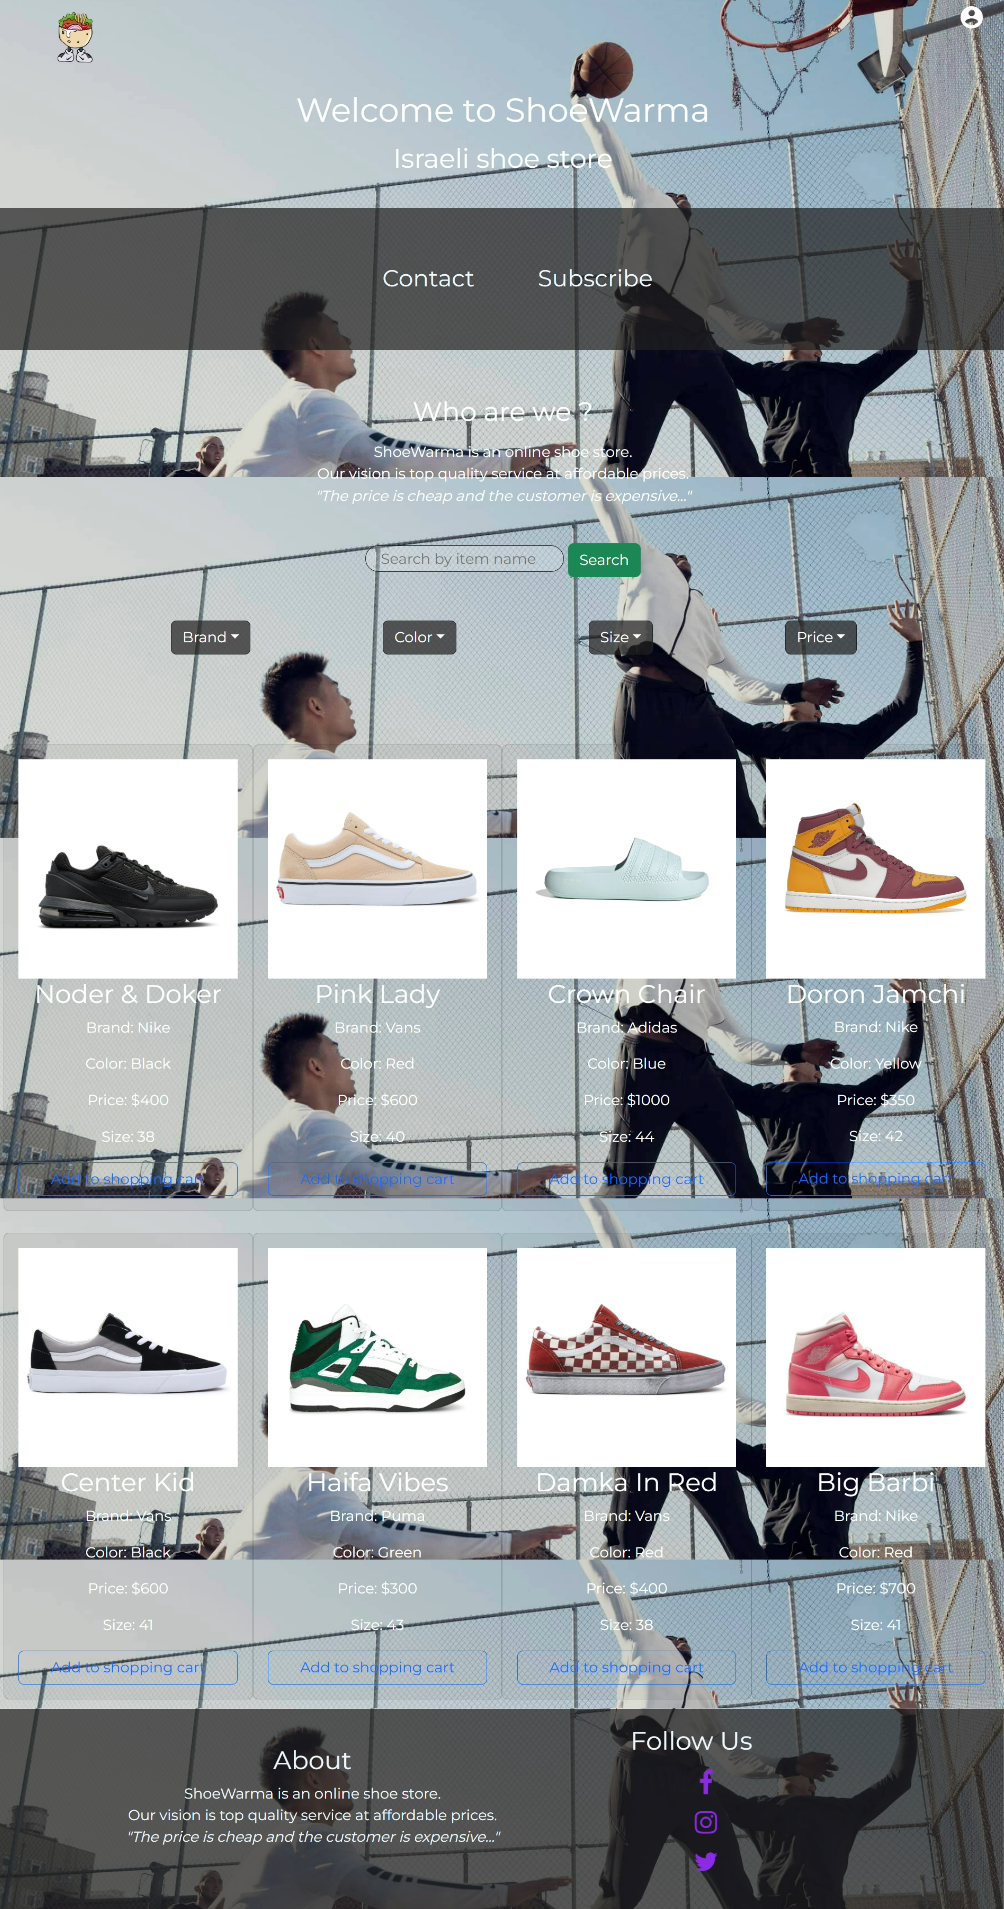 Welcome to ShoeWarma
Israeli shoe store
Contact Subscribe
Who are we ?
ShoeWarma is an online shoe store.
Our vision is top quality service at affordable prices.
"The price is cheap and the customer is expensive..."
Search by item name Search
Brand Color Size Price
Noder & Doker
Brand: Nike
Color: Black
Price: $400
Size: 38
Add to shopping cart
Pink Lady
Brand: Vans
Color: Red
Price: $600
Size: 40
Add to shopping cart
Crown Chair
Brand: Adidas
Color: Blue
Price: $1000
Size: 44
Add to shopping cart
Doron Jamchi
Brand: Nike
Color: Yellow
Price: $350
Size: 42
Add to shopping cart
Center Kid
Brand: Vans
Color: Black
Price: $600
Size: 41
Add to shopping cart
Haifa Vibes
Brand: Puma
Color: Green
Price: $300
Size: 43
Add to shopping cart
Damka In Red
Brand: Vans
Color: Red
Price: $400
Size: 38
Add to shopping cart
Big Barbi
Brand: Nike
Color: Red
Price: $700
Size: 41
Add to shopping cart
About
ShoeWarma is an online shoe store.
Our vision is top quality service at affordable prices.
"The price is cheap and the customer is expensive..."
Follow Us